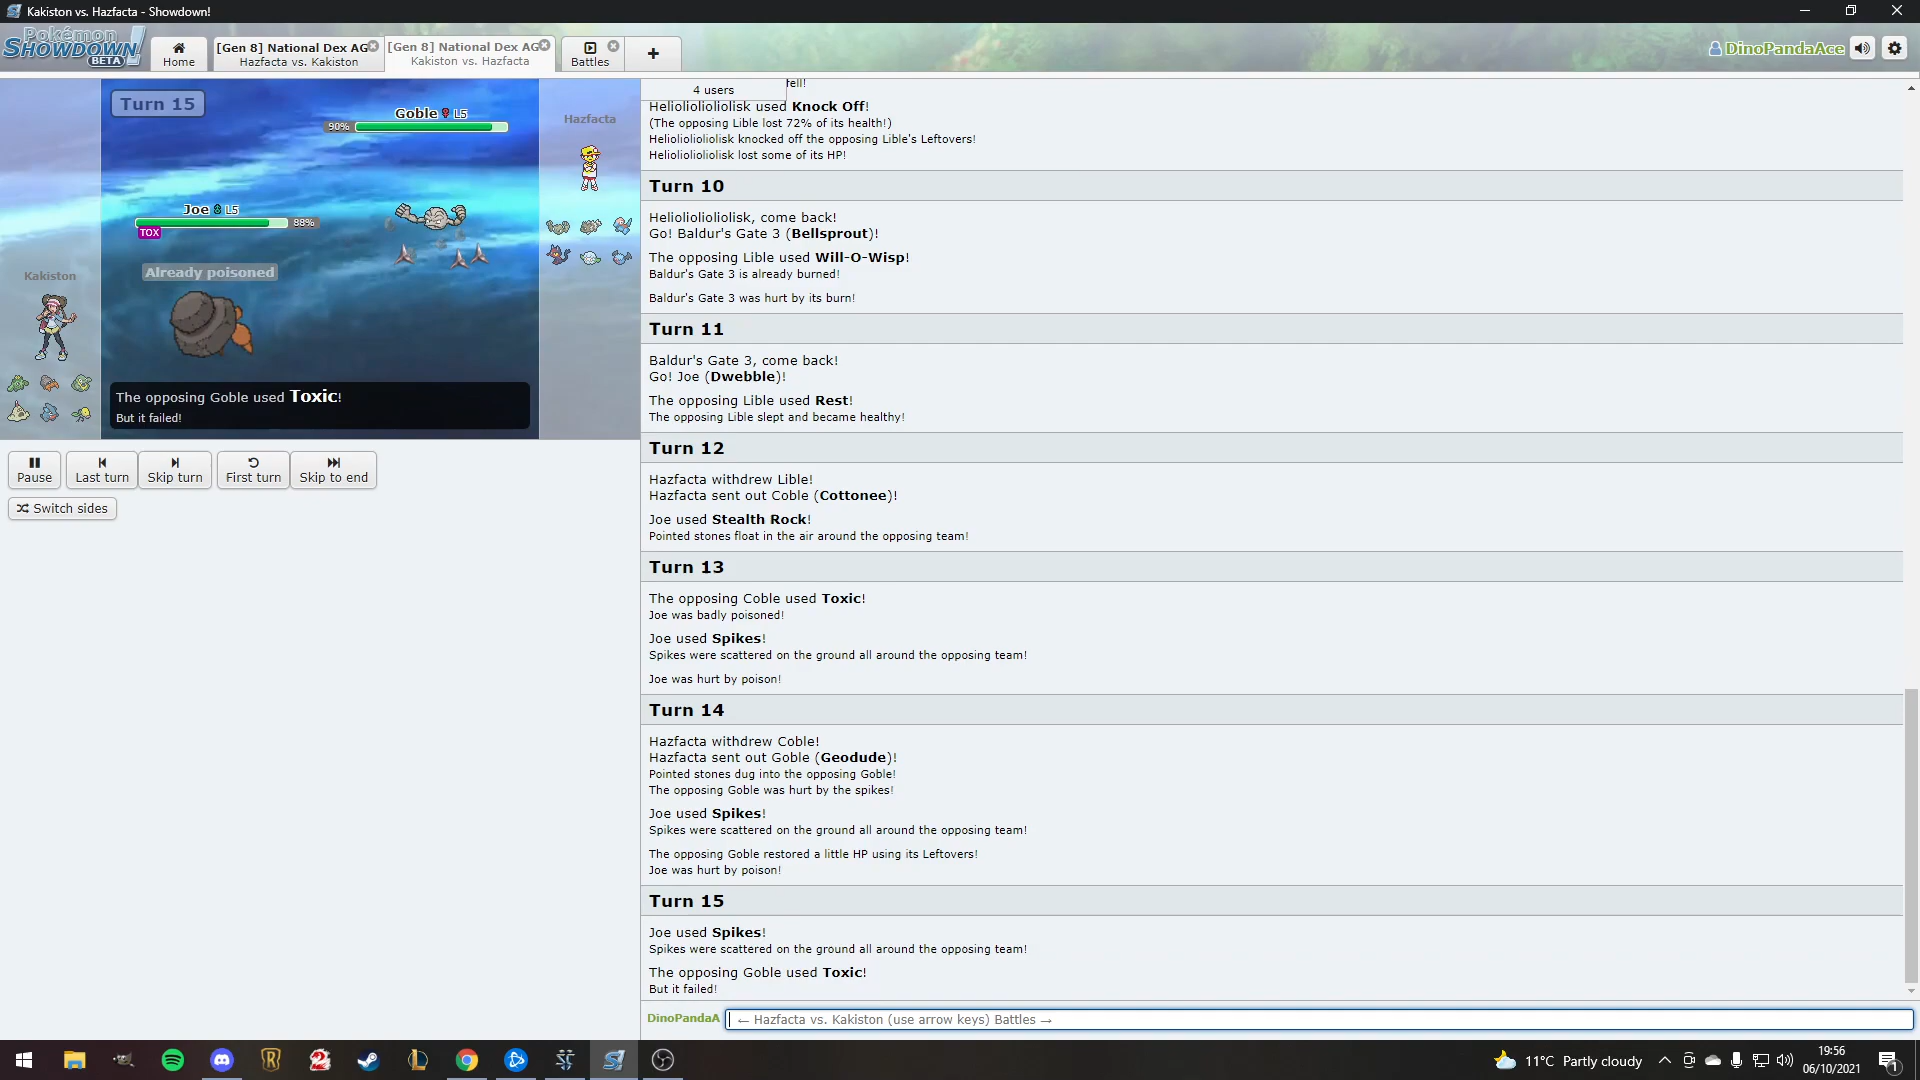 Kakiston vs. Hazfacta - Showdown!
Pokémon
SHOWDOWN!
BETA
Home
[Gen 8] National Dex AG
Hazfacta vs. Kakiston
[Gen 8] National Dex AG
Kakiston vs. Hazfacta
Battles
DinoPandaAce
Turn 15
Goble L5
90%
Hazfacta
Joe L5
88%
TOX
Already poisoned
Kakiston
The opposing Goble used Toxic!
But it failed!
Pause
Last turn
Skip turn
First turn
Skip to end
Switch sides
4 users
fell!
Helioliolioliolisk used Knock Off!
(The opposing Lible lost 72% of its health!)
Helioliolioliolisk knocked off the opposing Lible's Leftovers!
Helioliolioliolisk lost some of its HP!
Turn 10
Helioliolioliolisk, come back!
Go! Baldur's Gate 3 (Bellsprout)!
The opposing Lible used Will-O-Wisp!
Baldur's Gate 3 is already burned!
Baldur's Gate 3 was hurt by its burn!
Turn 11
Baldur's Gate 3, come back!
Go! Joe (Dwebble)!
The opposing Lible used Rest!
The opposing Lible slept and became healthy!
Turn 12
Hazfacta withdrew Lible!
Hazfacta sent out Coble (Cottonee)!
Joe used Stealth Rock!
Pointed stones float in the air around the opposing team!
Turn 13
The opposing Coble used Toxic!
Joe was badly poisoned!
Joe used Spikes!
Spikes were scattered on the ground all around the opposing team!
Joe was hurt by poison!
Turn 14
Hazfacta withdrew Coble!
Hazfacta sent out Goble (Geodude)!
Pointed stones dug into the opposing Goble!
The opposing Goble was hurt by the spikes!
Joe used Spikes!
Spikes were scattered on the ground all around the opposing team!
The opposing Goble restored a little HP using its Leftovers!
Joe was hurt by poison!
Turn 15
Joe used Spikes!
Spikes were scattered on the ground all around the opposing team!
The opposing Goble used Toxic!
But it failed!
DinoPandaA
← Hazfacta vs. Kakiston (use arrow keys) Battles →
11°C Partly cloudy
19:56
06/10/2021
1